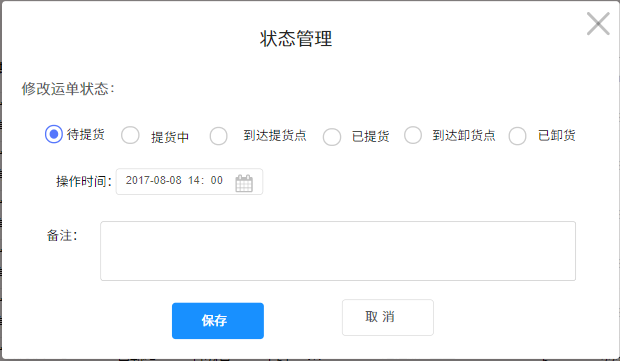 状态管理
修改运单状态：
待提货 提货中 到达提货点 已提货 到达卸货点 已卸货
操作时间： 2017-08-08 14：00
备注：
保存 取 消